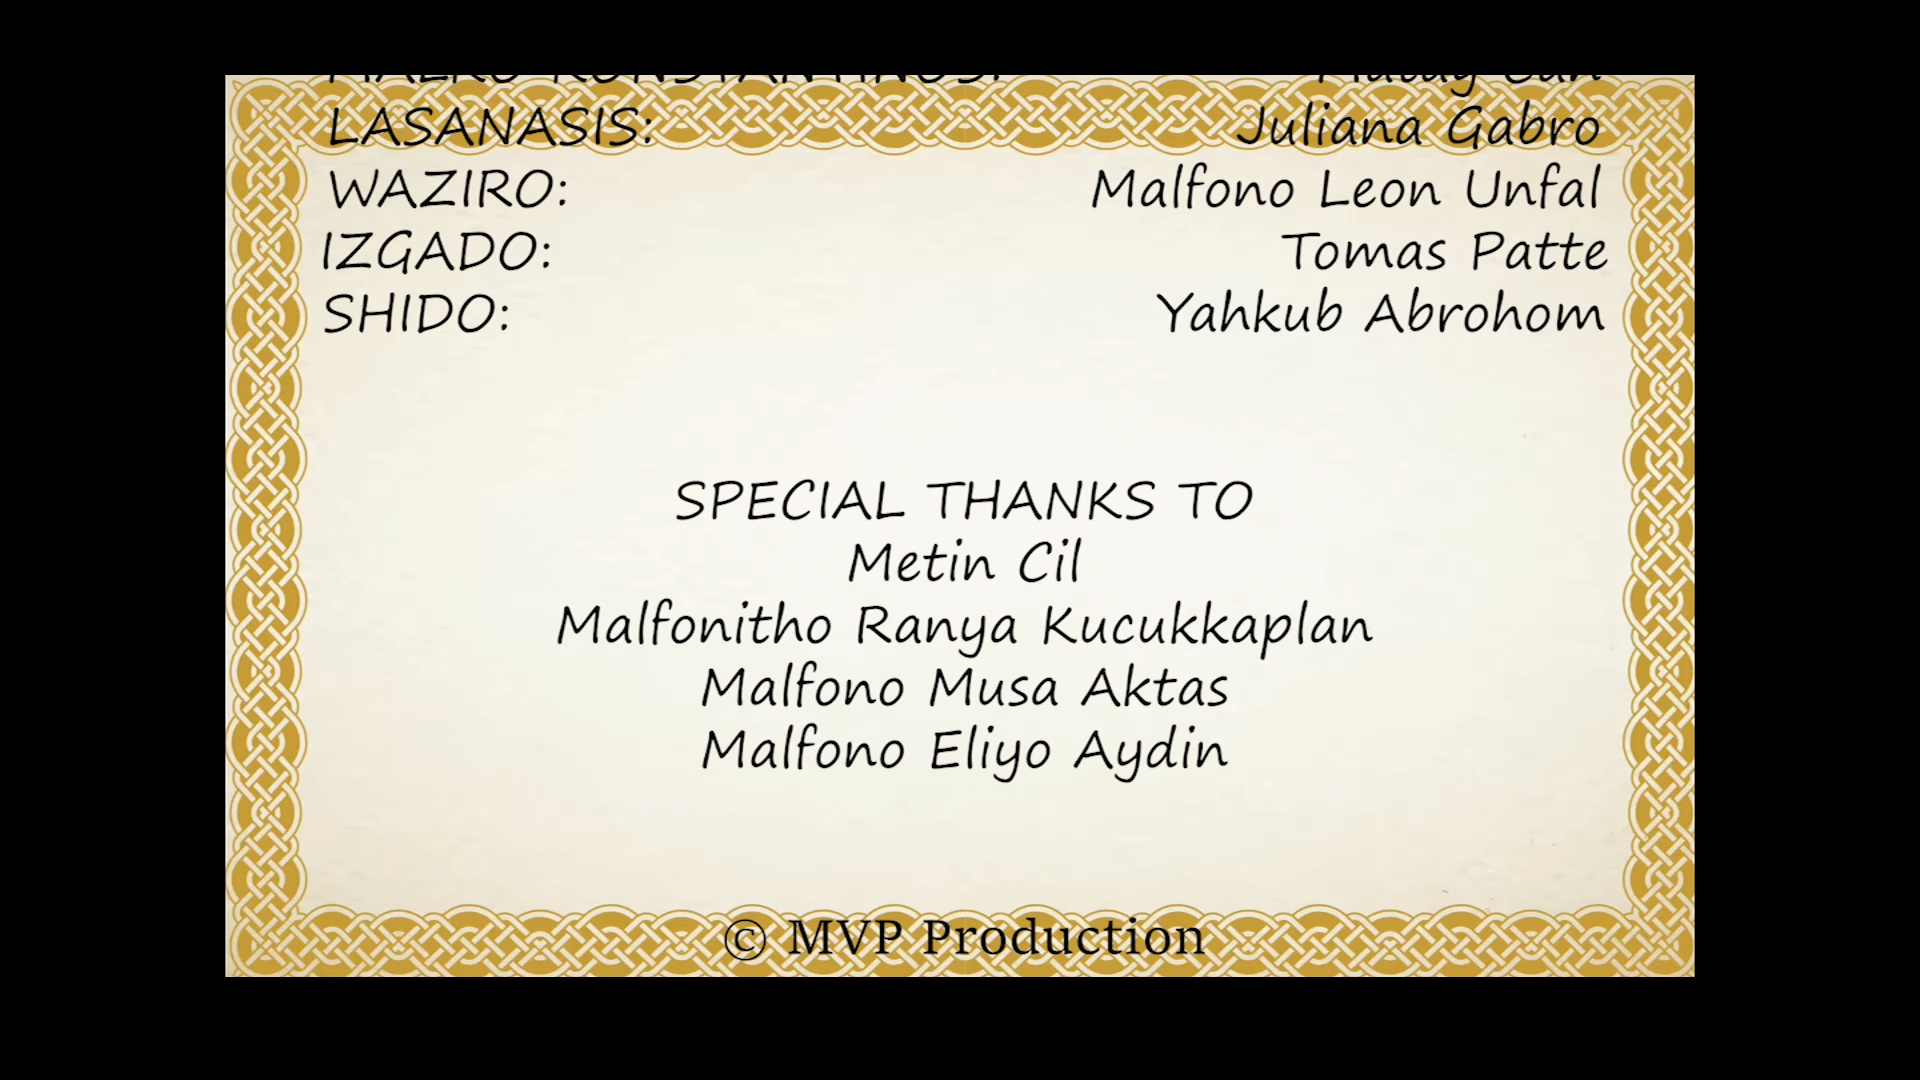 LASANASIS: Juliana Gabro
WAZIRO: Malfono Leon Unfal
IZGADO: Tomas Patte
SHIDO: Yahkub Abrohom
SPECIAL THANKS TO
Metin Cil
Malfonitho Ranya Kucukkaplan
Malfono Musa Aktas
Malfono Eliyo Aydin
© MVP Production